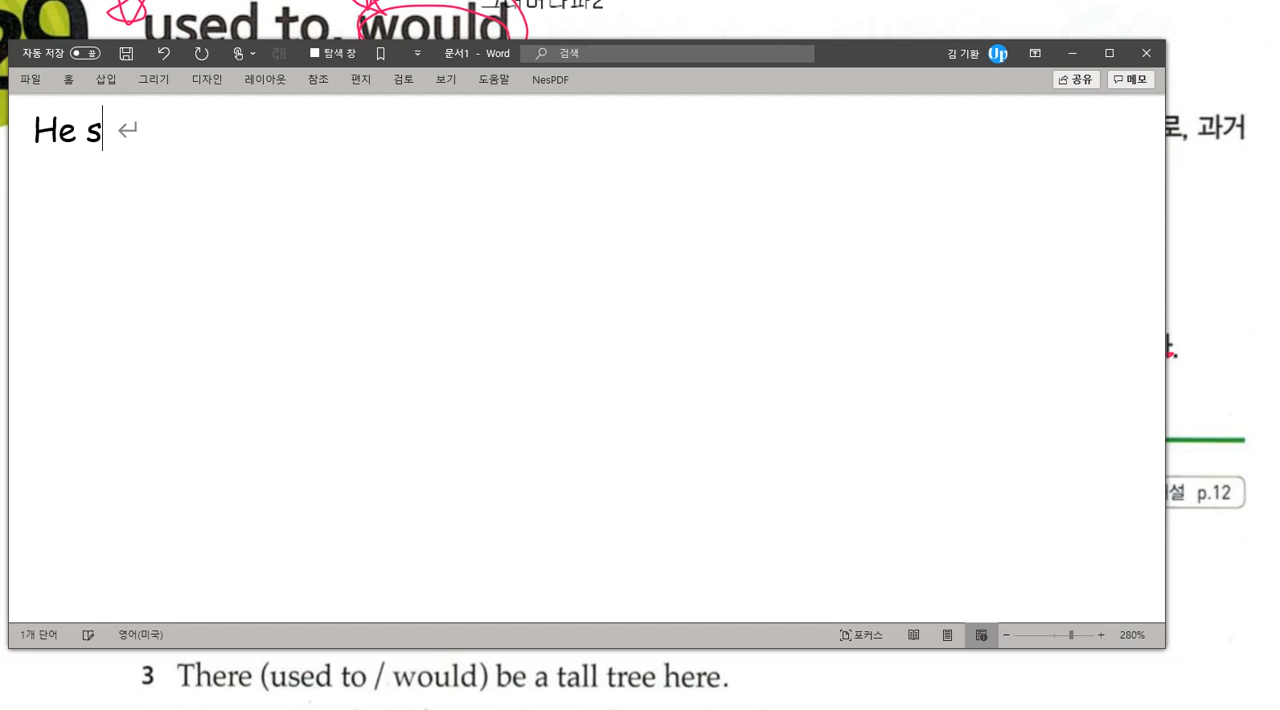 used to, would
자동 저장
탐색 창
문서1 - Word
검색
김 기환
Up
파일 홈 삽입 그리기 디자인 레이아웃 참조 편지 검토 보기 도움말 NesPDF
공유 메모
He s
로, 과거
p.12
1개 단어 영어(미국)
포커스
280%
3 There (used to / would) be a tall tree here.